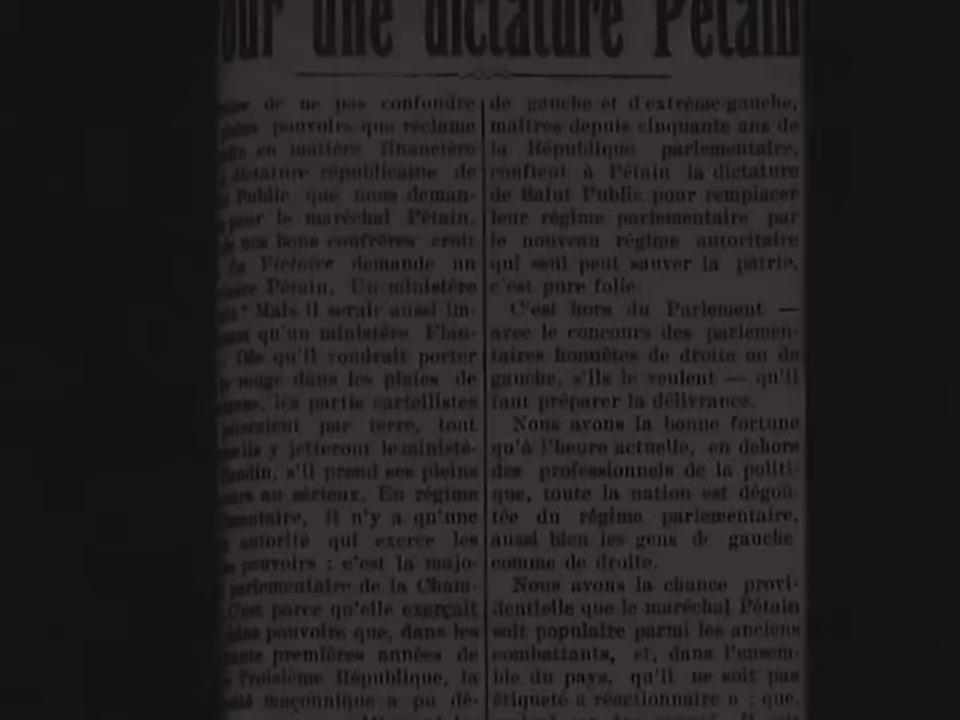 our une dictature Pétain
de ne pas confondre
pouvoirs que réclame
en matière financière
dictature républicaine de
Public que nous deman-
pour le maréchal Pétain.
de nos bons confrères croit
la Victoire demande un
Pétain. Un ministère
Mais il serait aussi im-
qu'un ministère Flan-
Dès qu'il voudrait porter
rouge dans les plaies de
les partis cartellistes
par terre, tout
ils y jetteront le ministè-
s'il prend ses pleins
au sérieux. En régime
il n'y a qu'une
autorité qui exerce les
pouvoirs : c'est la majo-
parlementaire de la Cham-
C'est parce qu'elle exerçait
pouvoirs que, dans les
premières années de
Troisième République, la
maçonnique a pu dé-
de gauche et d'extrême-gauche,
maîtres depuis cinquante ans de
la République parlementaire,
confient à Pétain la dictature
de Salut Public pour remplacer
leur régime parlementaire par
le nouveau régime autoritaire
qui seul peut sauver la patrie,
c'est pure folie.
C'est hors du Parlement —
avec le concours des parlemen-
taires honnêtes de droite ou de
gauche, s'ils le veulent — qu'il
faut préparer la délivrance.
Nous avons la bonne fortune
qu'à l'heure actuelle, en dehors
des professionnels de la politi-
que, toute la nation est dégoû-
tée du régime parlementaire,
aussi bien les gens de gauche
comme de droite.
Nous avons la chance provi-
dentielle que le maréchal Pétain
soit populaire parmi les anciens
combattants, et, dans l'ensem-
ble du pays, qu'il ne soit pas
étiqueté « réactionnaire » ; que,